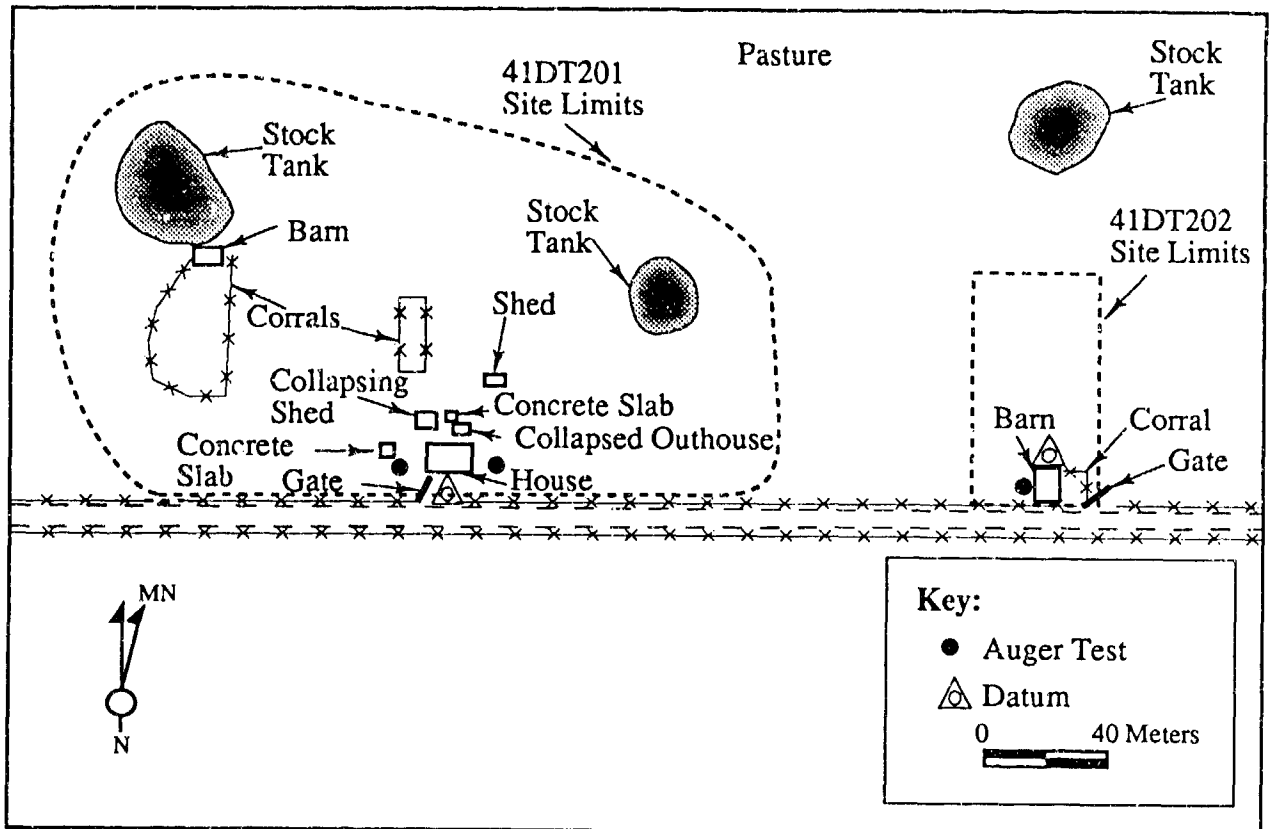 Pasture
Stock
Tank
41DT201
Site Limits
Stock
Tank
Barn
Stock
Tank
41DT202
Site Limits
Corrals
Shed
Collapsing
Shed
Concrete Slab
Collapsed Outhouse
Concrete
Slab
Gate
House
Barn
Corral
Gate
MN
N
Key:
Auger Test
Datum
0 40 Meters